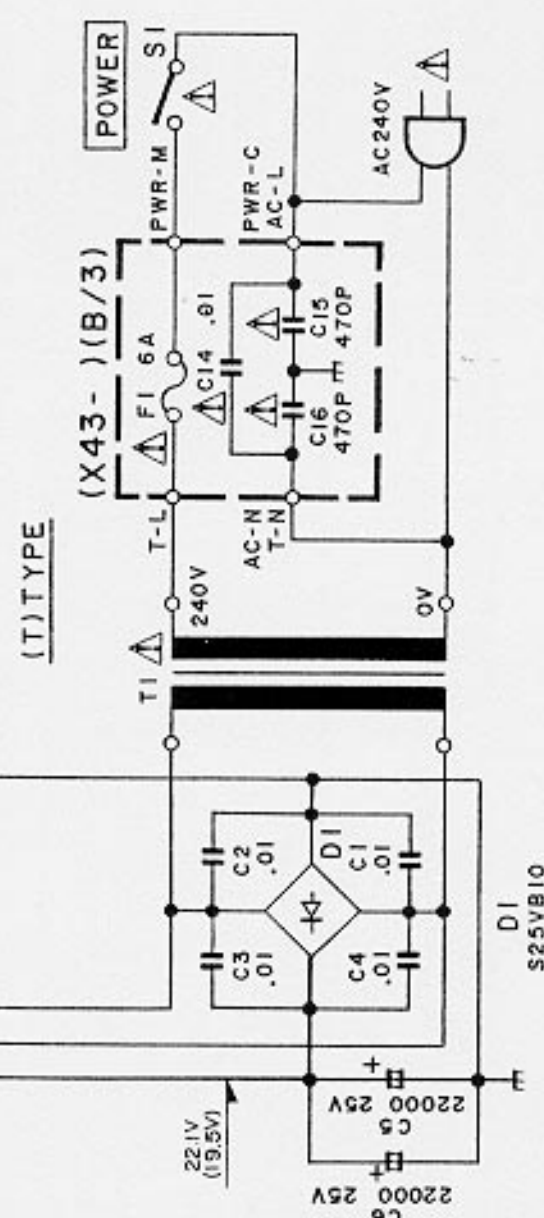 POWER
S1
AC240V
PWR-M
PWR-C
AC-L
(X43- )(B/3)
F1 6A
C14 .01
C15
470P
C16
470P
T-L
AC-N
T-N
(T)TYPE
240V
0V
T1
C2
.01
D1
C1
.01
C3
.01
C4
.01
D1
S25VB10
22.1V
(19.5V)
+
22000 25V
C5
+
22000 25V
C6